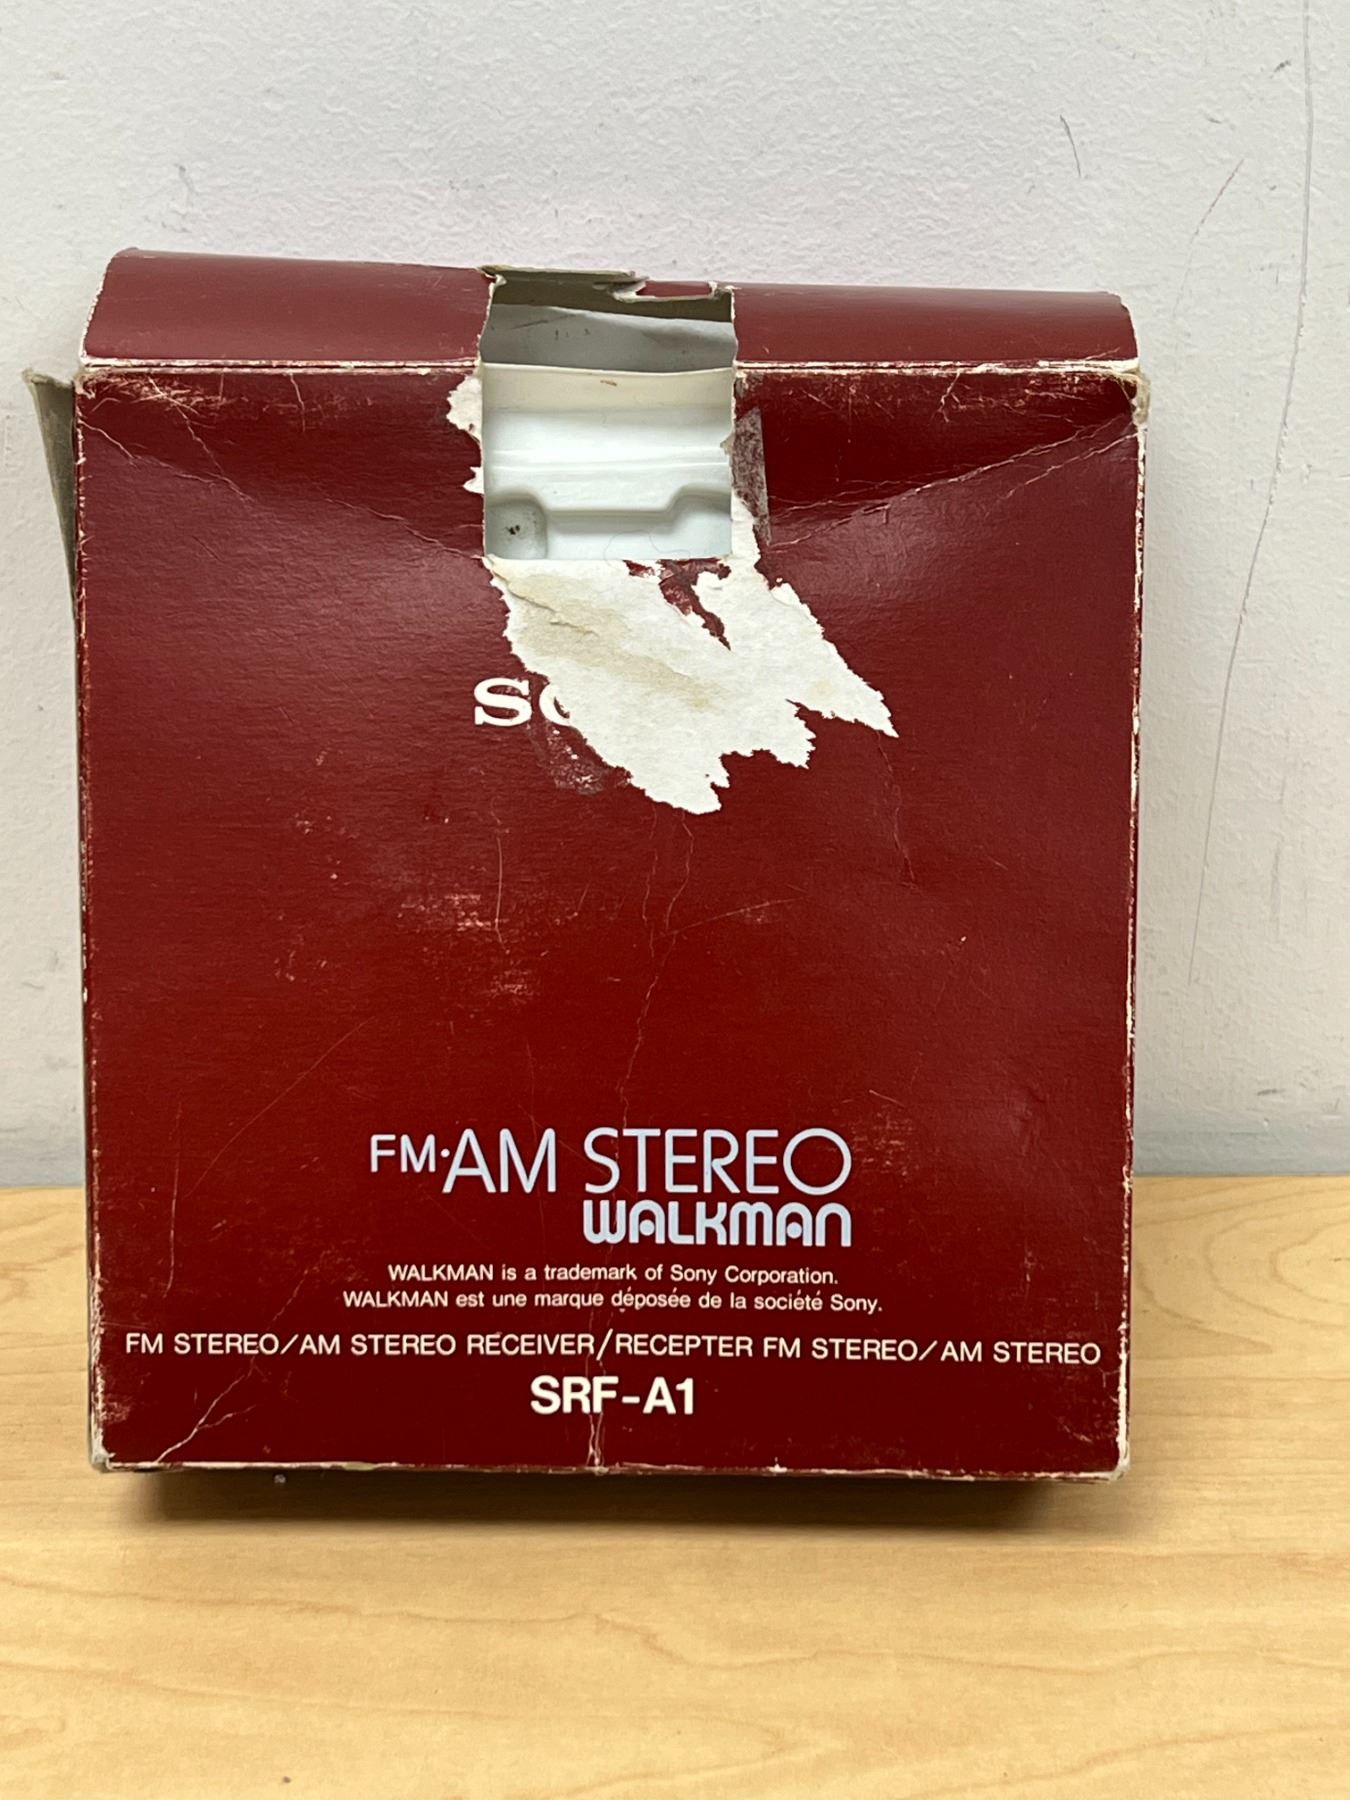 FM·AM STEREO
WALKMAN
WALKMAN is a trademark of Sony Corporation.
WALKMAN est une marque déposée de la société Sony.
FM STEREO/AM STEREO RECEIVER/RECEPTER FM STEREO/AM STEREO
SRF-A1